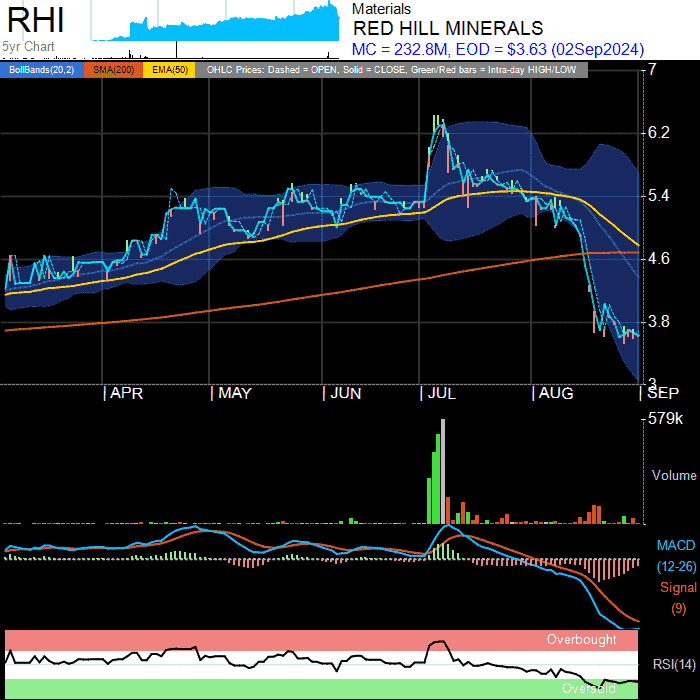 RHI
5yr Chart
Materials
RED HILL MINERALS
MC = 232.8M, EOD = $3.63 (02Sep2024)
BollBands(20,2) SMA(200) EMA(50) OHLC Prices: Dashed = OPEN, Solid = CLOSE, Green/Red bars = Intra-day HIGH/LOW
7
6.2
5.4
4.6
3.8
3
APR MAY JUN JUL AUG SEP
579k
Volume
MACD
(12-26)
Signal
(9)
Overbought
RSI(14)
Oversold